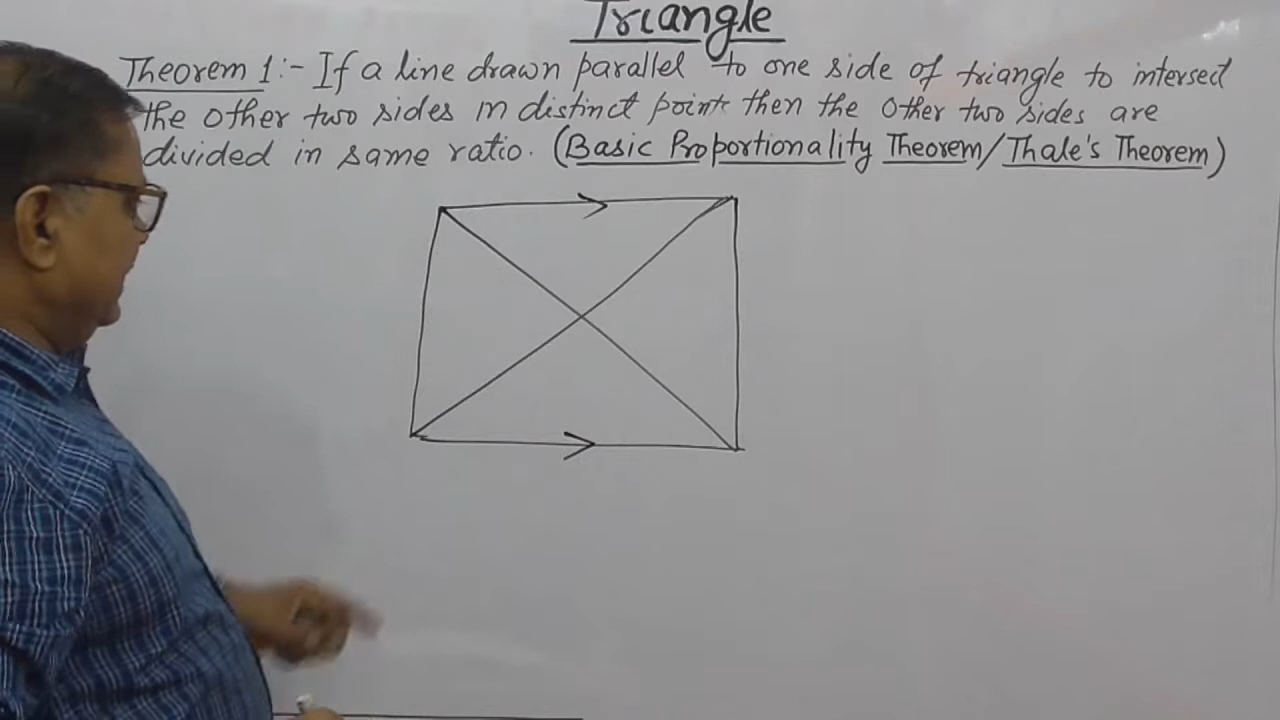 Triangle
Theorem 1:- If a line drawn parallel to one side of triangle to intersect
the other two sides in distinct point then the other two sides are
divided in same ratio. (Basic Proportionality Theorem/Thale's Theorem)